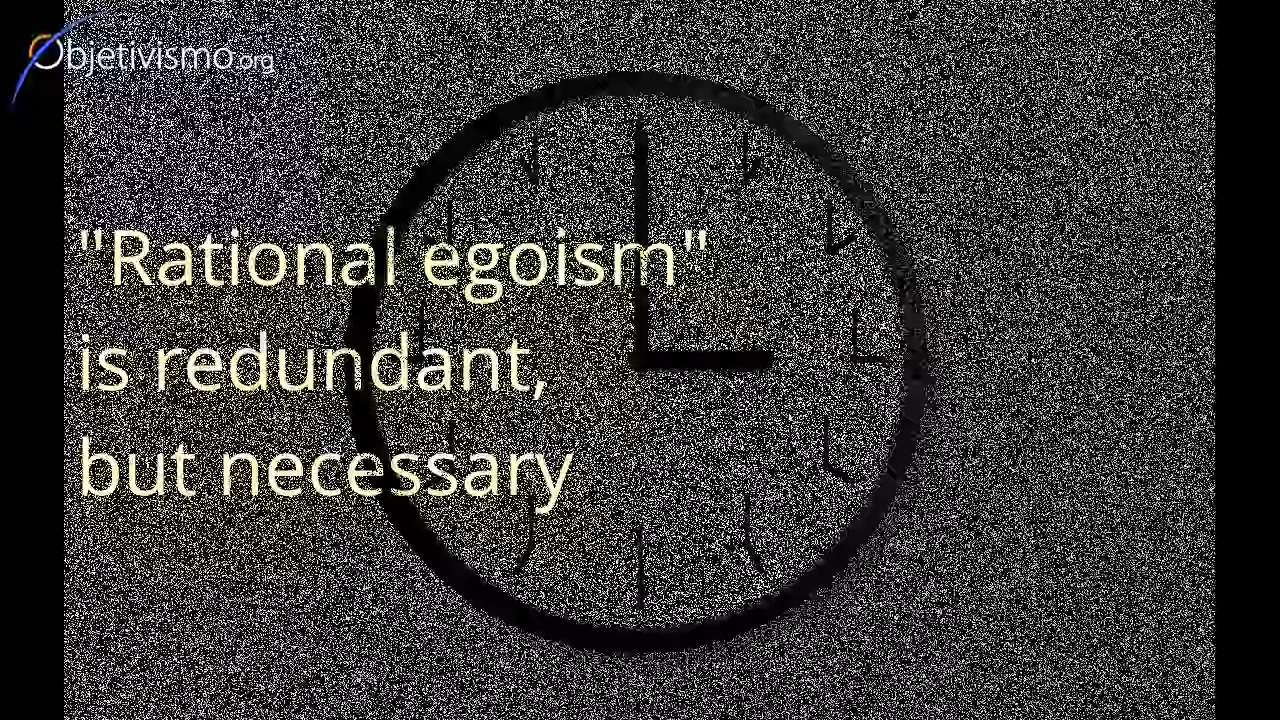 Objetivismo.org
"Rational egoism"
is redundant,
but necessary